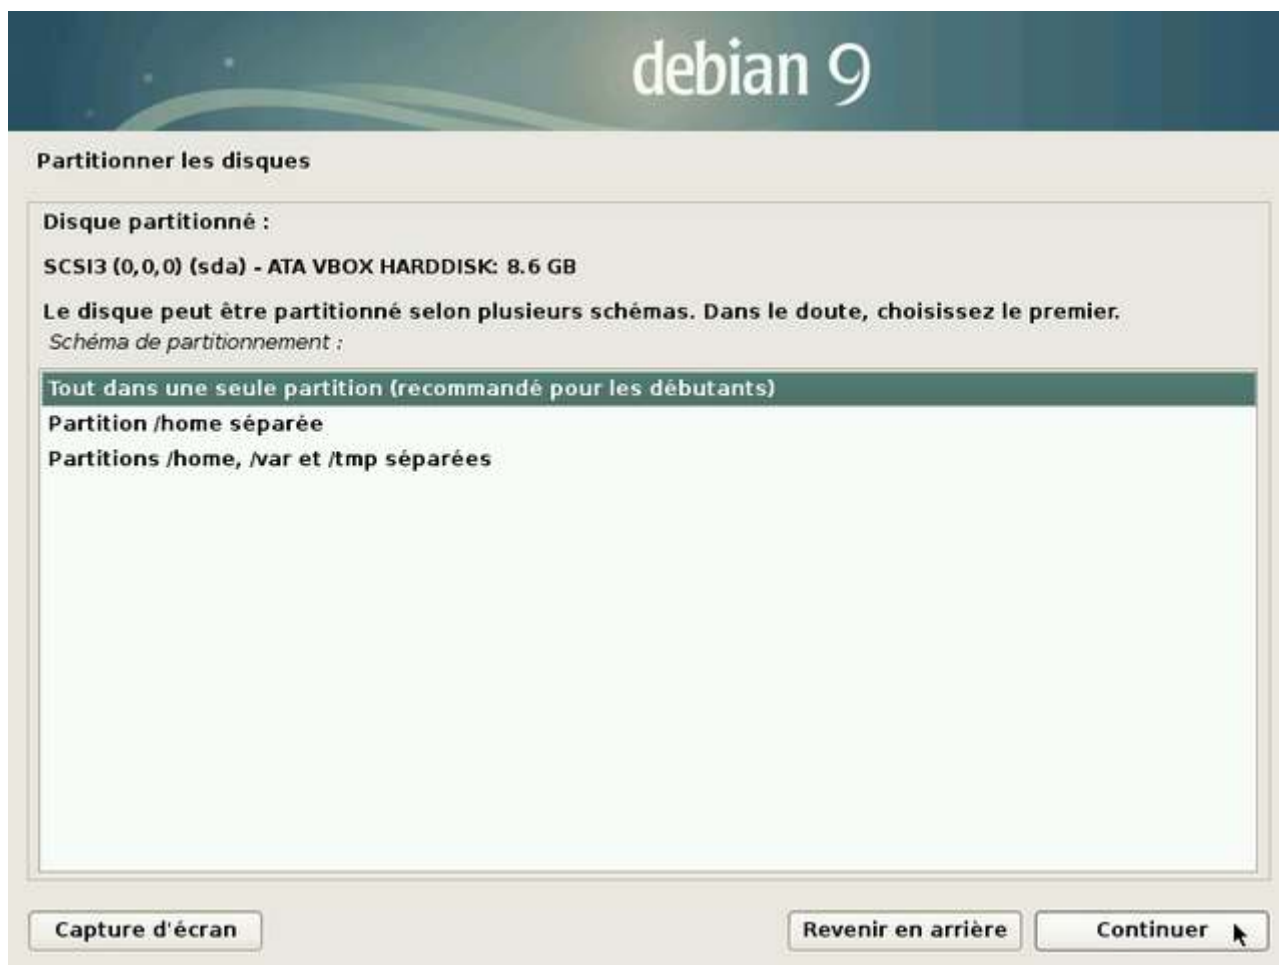 debian 9
Partitionner les disques
Disque partitionné :
SCSI3 (0,0,0) (sda) - ATA VBOX HARDDISK: 8.6 GB
Le disque peut être partitionné selon plusieurs schémas. Dans le doute, choisissez le premier.
Schéma de partitionnement :
Tout dans une seule partition (recommandé pour les débutants)
Partition /home séparée
Partitions /home, /var et /tmp séparées
Capture d'écran
Revenir en arrière
Continuer